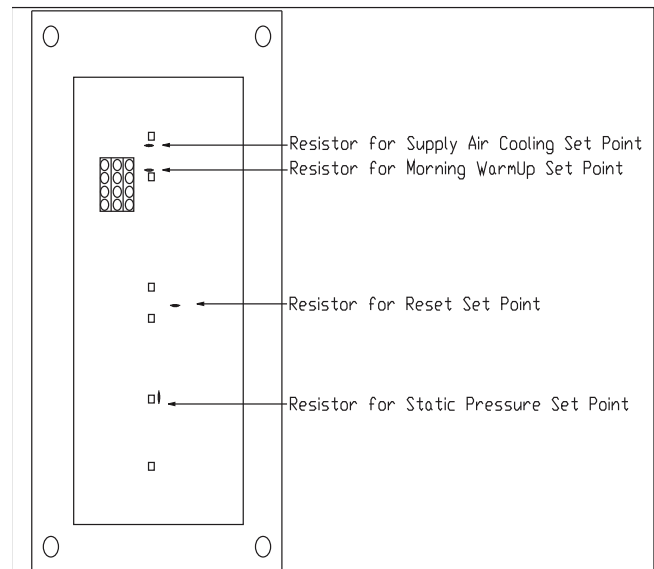 Resistor for Supply Air Cooling Set Point
Resistor for Morning WarmUp Set Point
Resistor for Reset Set Point
Resistor for Static Pressure Set Point